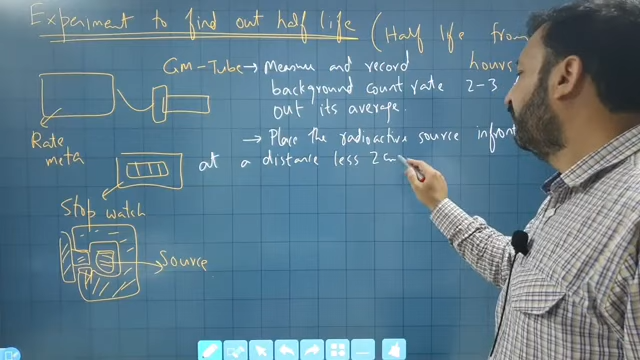 Experiment to find out half life (Half life from
GM-Tube → Measure and record hours
background count rate 2-3
out its average.
Rate
meta
→ Place the radioactive source infront
at a distance less 2cm
Stop watch
→ Source